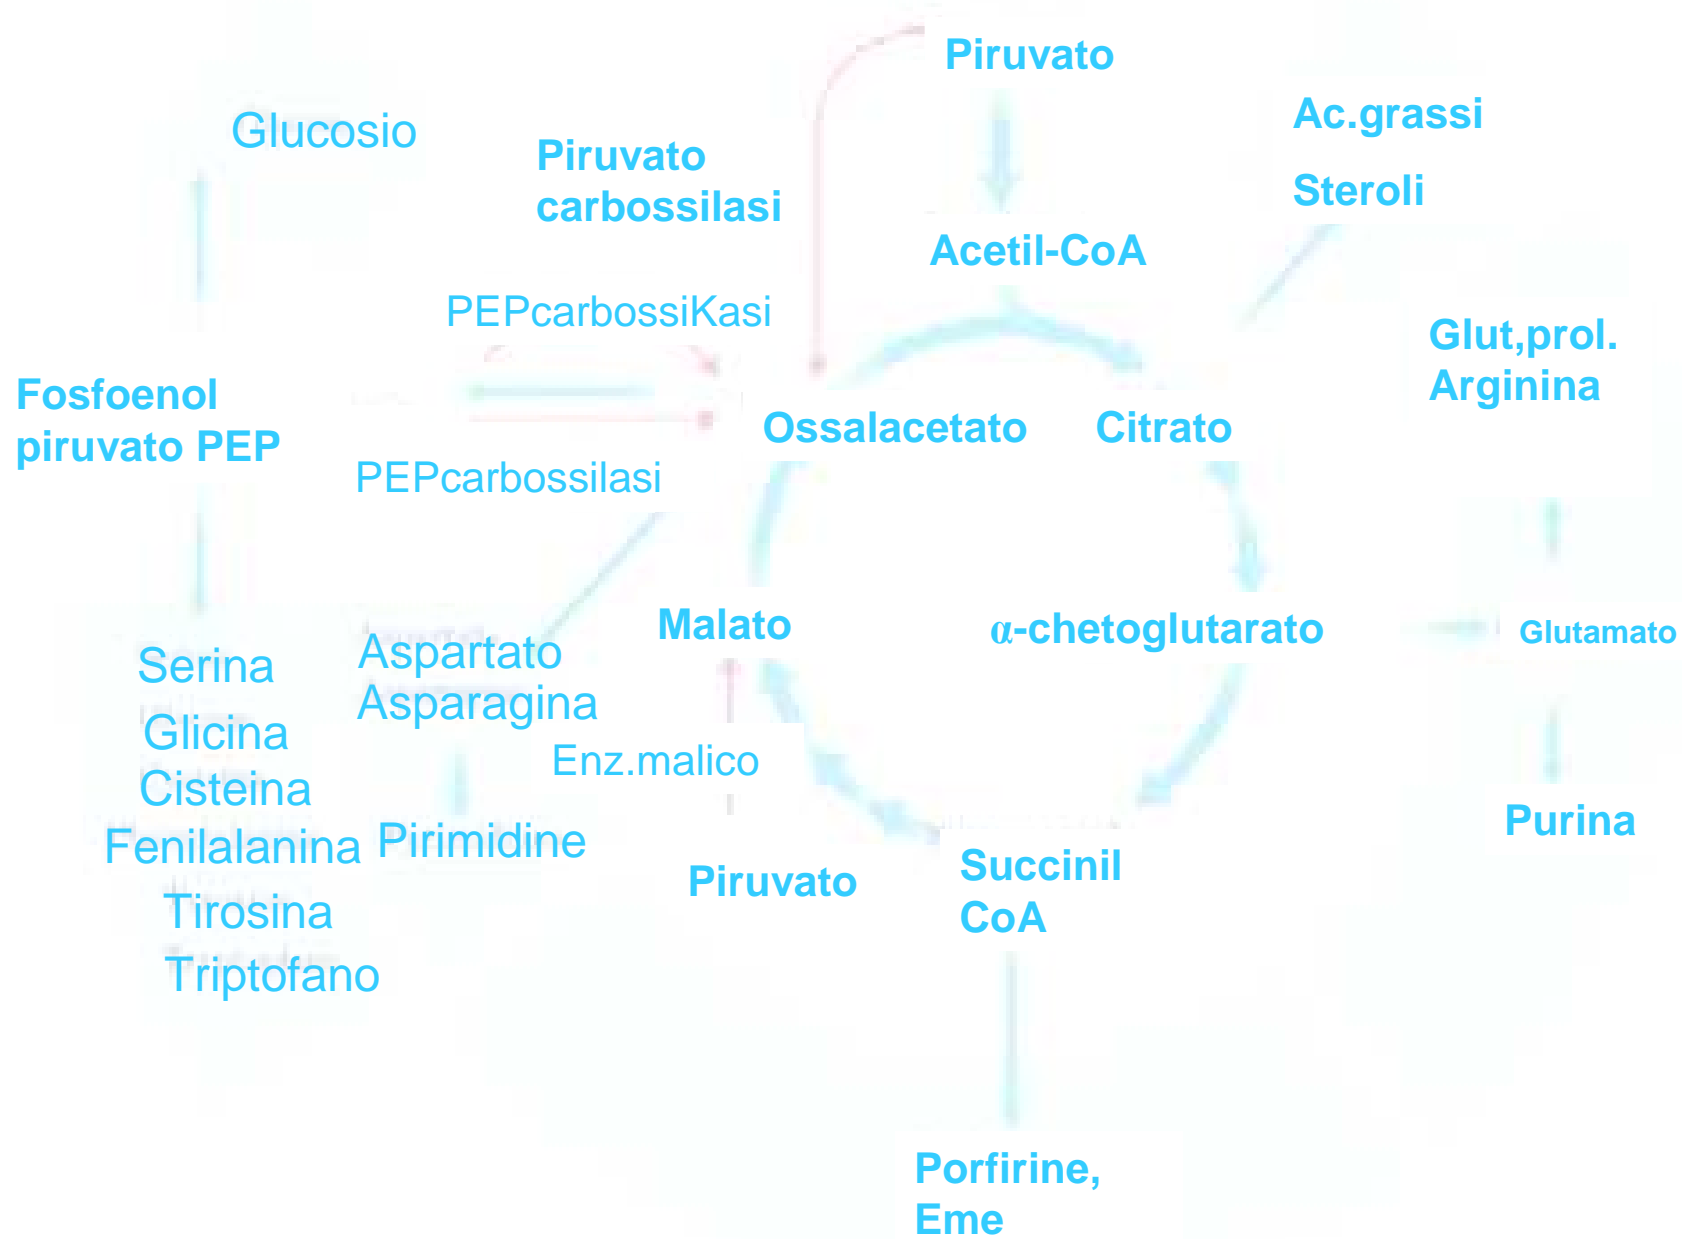 Piruvato
Ac.grassi
Glucosio
Piruvato
carbossilasi
Steroli
Acetil-CoA
PEPcarbossiKasi
Glut,prol.
Arginina
Fosfoenol
piruvato PEP
Ossalacetato
Citrato
PEPcarbossilasi
Malato
α-chetoglutarato
Glutamato
Serina
Aspartato
Asparagina
Glicina
Enz.malico
Cisteina
Purina
Fenilalanina
Pirimidine
Piruvato
Succinil
CoA
Tirosina
Triptofano
Porfirine,
Eme